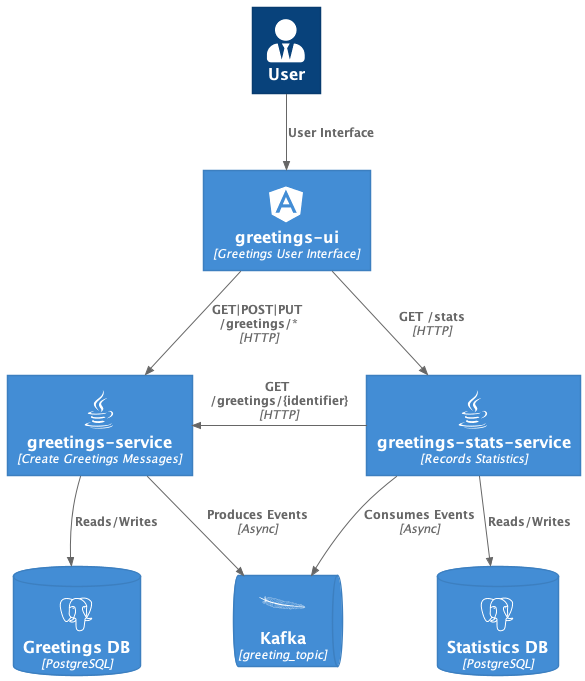 User
User Interface
greetings-ui
[Greetings User Interface]
GET|POST|PUT
/greetings/*
[HTTP]
GET /stats
[HTTP]
GET
/greetings/{identifier}
[HTTP]
greetings-service
[Create Greetings Messages]
greetings-stats-service
[Records Statistics]
Reads/Writes
Produces Events
[Async]
Consumes Events
[Async]
Reads/Writes
Greetings DB
[PostgreSQL]
Kafka
[greeting_topic]
Statistics DB
[PostgreSQL]